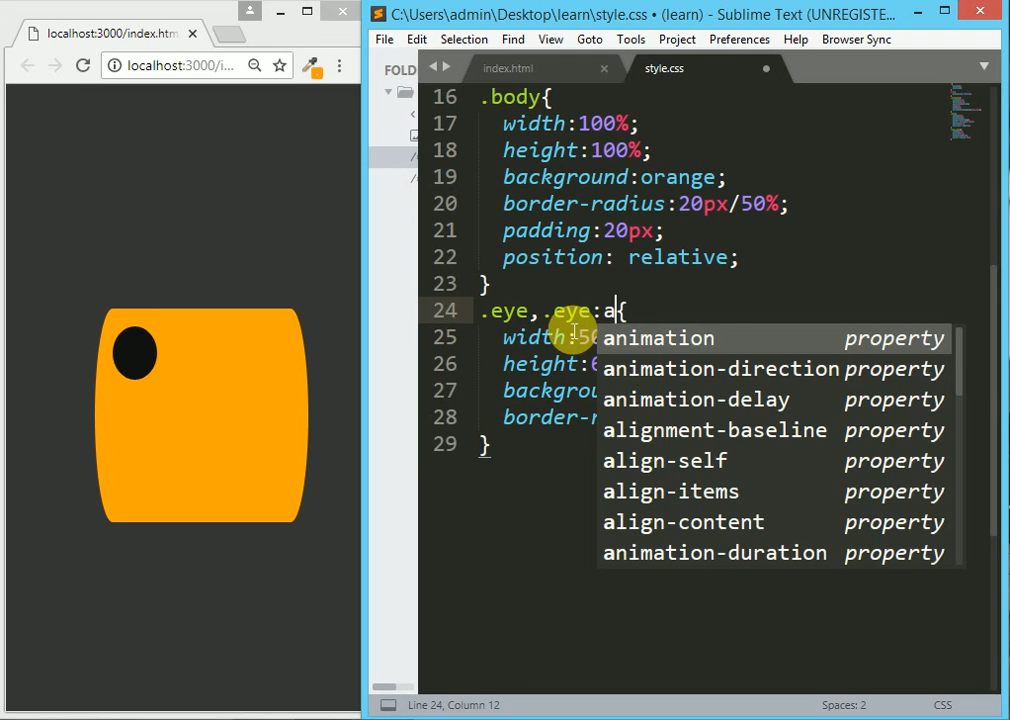 localhost:3000/index.htm
localhost:3000/i...
C:\Users\admin\Desktop\learn\style.css • (learn) - Sublime Text (UNREGISTE...
File Edit Selection Find View Goto Tools Project Preferences Help Browser Sync
FOLD
index.html
style.css
16 .body{
17 width:100%;
18 height:100%;
19 background:orange;
20 border-radius:20px/50%;
21 padding:20px;
22 position: relative;
23 }
24 .eye,.eye:a{
25 width:50
26 height:6
27 backgrou
28 border-r
29 }
animation property
animation-direction property
animation-delay property
alignment-baseline property
align-self property
align-items property
align-content property
animation-duration property
Line 24, Column 12
Spaces: 2
CSS